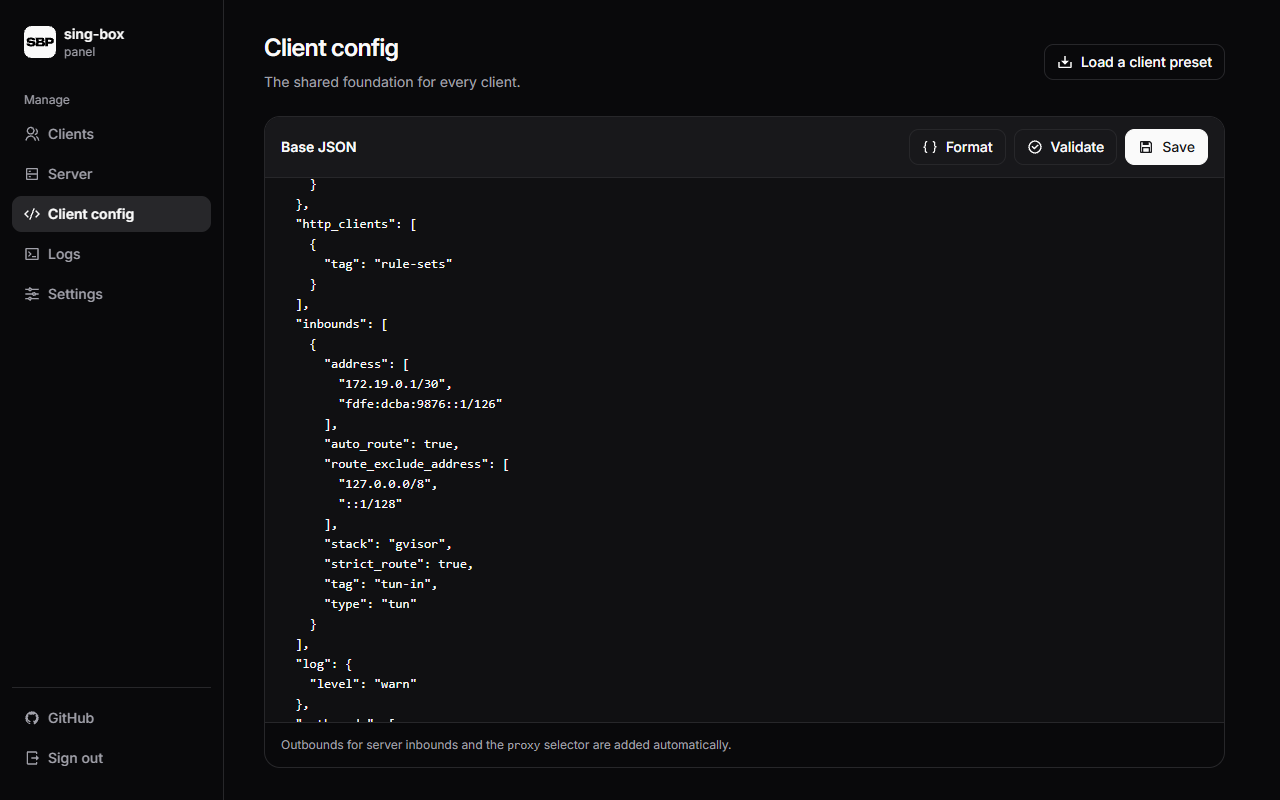 SBP
sing-box
panel
Manage
Clients
Server
Client config
Logs
Settings
GitHub
Sign out
Client config
The shared foundation for every client.
Load a client preset
Base JSON
{ } Format
Validate
Save
    }
  },
  "http_clients": [
    {
      "tag": "rule-sets"
    }
  ],
  "inbounds": [
    {
      "address": [
        "172.19.0.1/30",
        "fdfe:dcba:9876::1/126"
      ],
      "auto_route": true,
      "route_exclude_address": [
        "127.0.0.0/8",
        "::1/128"
      ],
      "stack": "gvisor",
      "strict_route": true,
      "tag": "tun-in",
      "type": "tun"
    }
  ],
  "log": {
    "level": "warn"
  },
Outbounds for server inbounds and the proxy selector are added automatically.